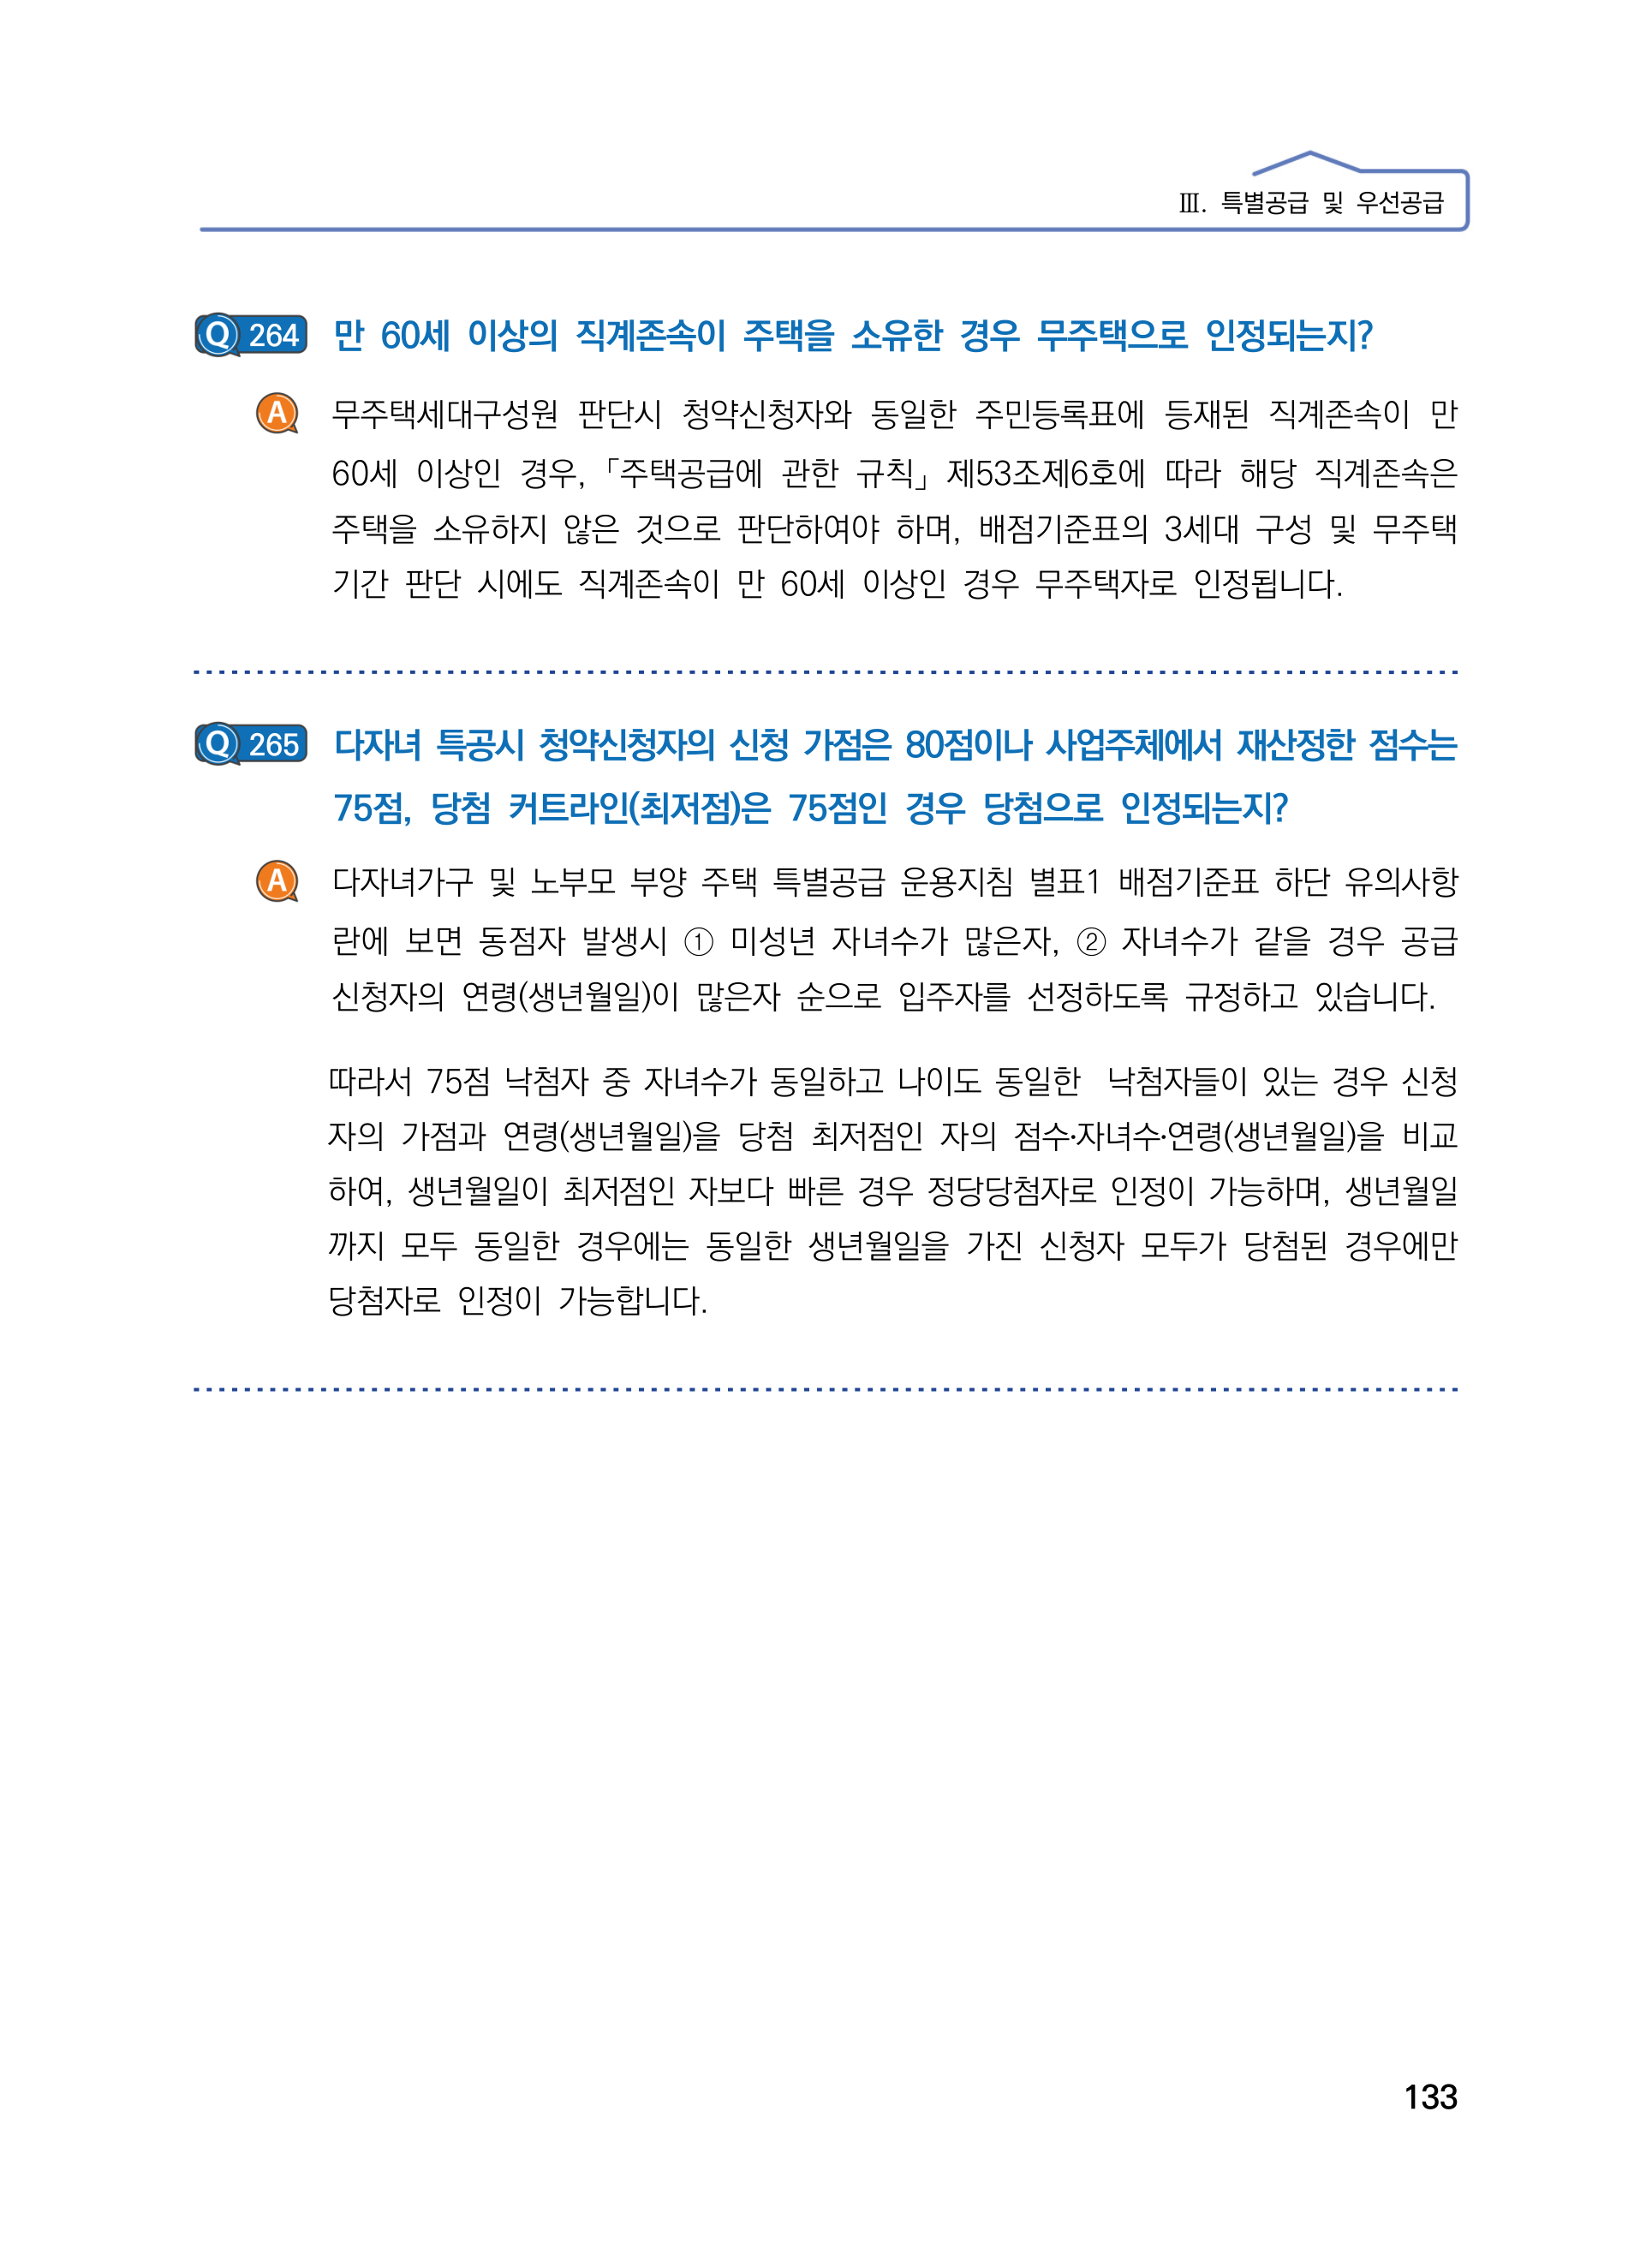 Ⅲ. 특별공급 및 우선공급
Q 264 만 60세 이상의 직계존속이 주택을 소유한 경우 무주택으로 인정되는지?
A 무주택세대구성원 판단시 청약신청자와 동일한 주민등록표에 등재된 직계존속이 만
60세 이상인 경우, 「주택공급에 관한 규칙」 제53조제6호에 따라 해당 직계존속은
주택을 소유하지 않은 것으로 판단하여야 하며, 배점기준표의 3세대 구성 및 무주택
기간 판단 시에도 직계존속이 만 60세 이상인 경우 무주택자로 인정됩니다.
Q 265 다자녀 특공시 청약신청자의 신청 가점은 80점이나 사업주체에서 재산정한 점수는
75점, 당첨 커트라인(최저점)은 75점인 경우 당첨으로 인정되는지?
A 다자녀가구 및 노부모 부양 주택 특별공급 운용지침 별표1 배점기준표 하단 유의사항
란에 보면 동점자 발생시 ① 미성년 자녀수가 많은자, ② 자녀수가 같을 경우 공급
신청자의 연령(생년월일)이 많은자 순으로 입주자를 선정하도록 규정하고 있습니다.
따라서 75점 낙첨자 중 자녀수가 동일하고 나이도 동일한 낙첨자들이 있는 경우 신청
자의 가점과 연령(생년월일)을 당첨 최저점인 자의 점수·자녀수·연령(생년월일)을 비교
하여, 생년월일이 최저점인 자보다 빠른 경우 정당당첨자로 인정이 가능하며, 생년월일
까지 모두 동일한 경우에는 동일한 생년월일을 가진 신청자 모두가 당첨된 경우에만
당첨자로 인정이 가능합니다.
133